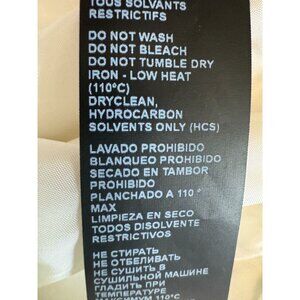 TOUS SOLVANTS
RESTRICTIFS
DO NOT WASH
DO NOT BLEACH
DO NOT TUMBLE DRY
IRON - LOW HEAT
(110°C)
DRYCLEAN,
HYDROCARBON
SOLVENTS ONLY (HCS)
LAVADO PROHIBIDO
BLANQUEO PROHIBIDO
SECADO EN TAMBOR
PROHIBIDO
PLANCHADO A 110 °
MAX
LIMPIEZA EN SECO
TODOS DISOLVENTE
RESTRICTIVOS
НЕ СТИРАТЬ
НЕ ОТБЕЛИВАТЬ
НЕ СУШИТЬ В
СУШИЛЬНОЙ МАШИНЕ
ГЛАДИТЬ ПРИ
ТЕМПЕРАТУРЕ
МАКСИМУМ 110°C